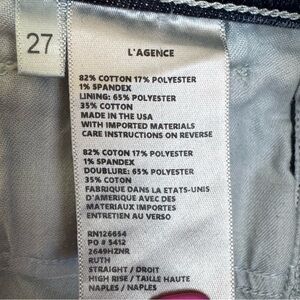 27
L'AGENCE
82% COTTON 17% POLYESTER
1% SPANDEX
LINING: 65% POLYESTER
35% COTTON
MADE IN THE USA
WITH IMPORTED MATERIALS
CARE INSTRUCTIONS ON REVERSE
82% COTON 17% POLYESTER
1% SPANDEX
DOUBLURE: 65% POLYESTER
35% COTON
FABRIQUE DANS LA ETATS-UNIS
D'AMERIQUE AVEC DES
MATERIAUX IMPORTES
ENTRETIEN AU VERSO
RN126654
PO # 5412
2649HZNR
RUTH
STRAIGHT / DROIT
HIGH RISE / TAILLE HAUTE
NAPLES / NAPLES